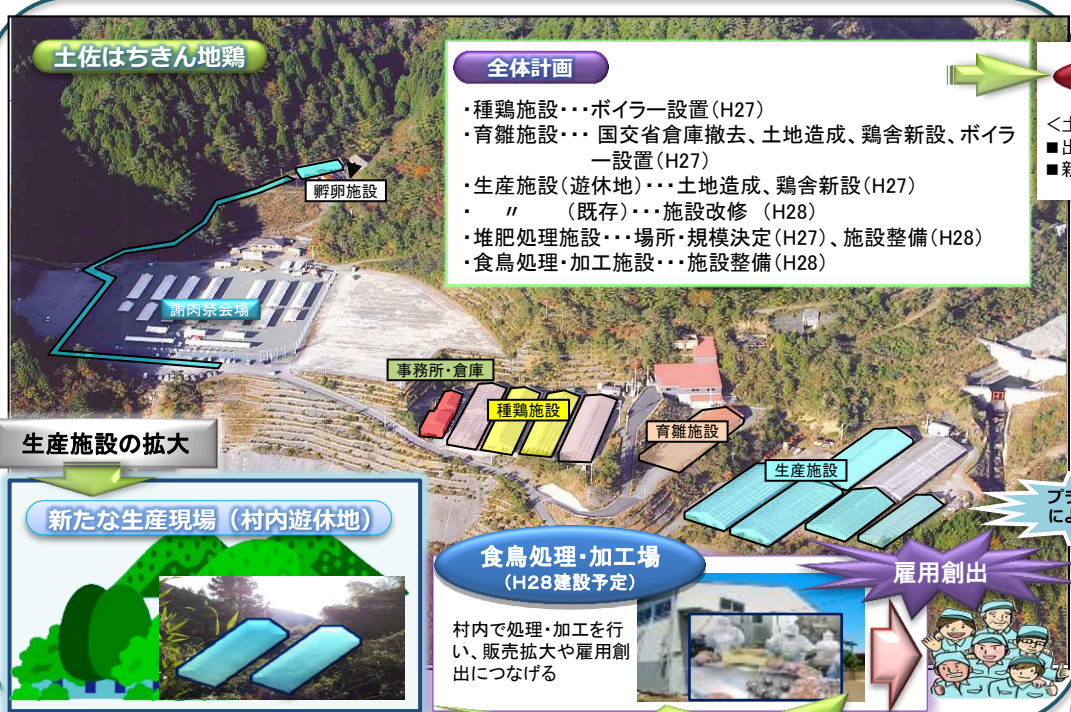 土佐はちきん地鶏
全体計画
・種鶏施設・・・ボイラー設置(H27)
・育雛施設・・・ 国交省倉庫撤去、土地造成、鶏舎新設、ボイラ
ー設置(H27)
・生産施設(遊休地)・・・土地造成、鶏舎新設(H27)
・ 〃 (既存)・・・施設改修 (H28)
・堆肥処理施設・・・場所・規模決定(H27)、施設整備(H28)
・食鳥処理・加工施設・・・施設整備(H28)
<土
■出
■新
孵卵施設
謝肉祭会場
事務所・倉庫
種鶏施設
育雛施設
生産施設
生産施設の拡大
新たな生産現場(村内遊休地)
プラ
によ
食鳥処理・加工場
(H28建設予定)
村内で処理・加工を行
い、販売拡大や雇用創
出につなげる
雇用創出